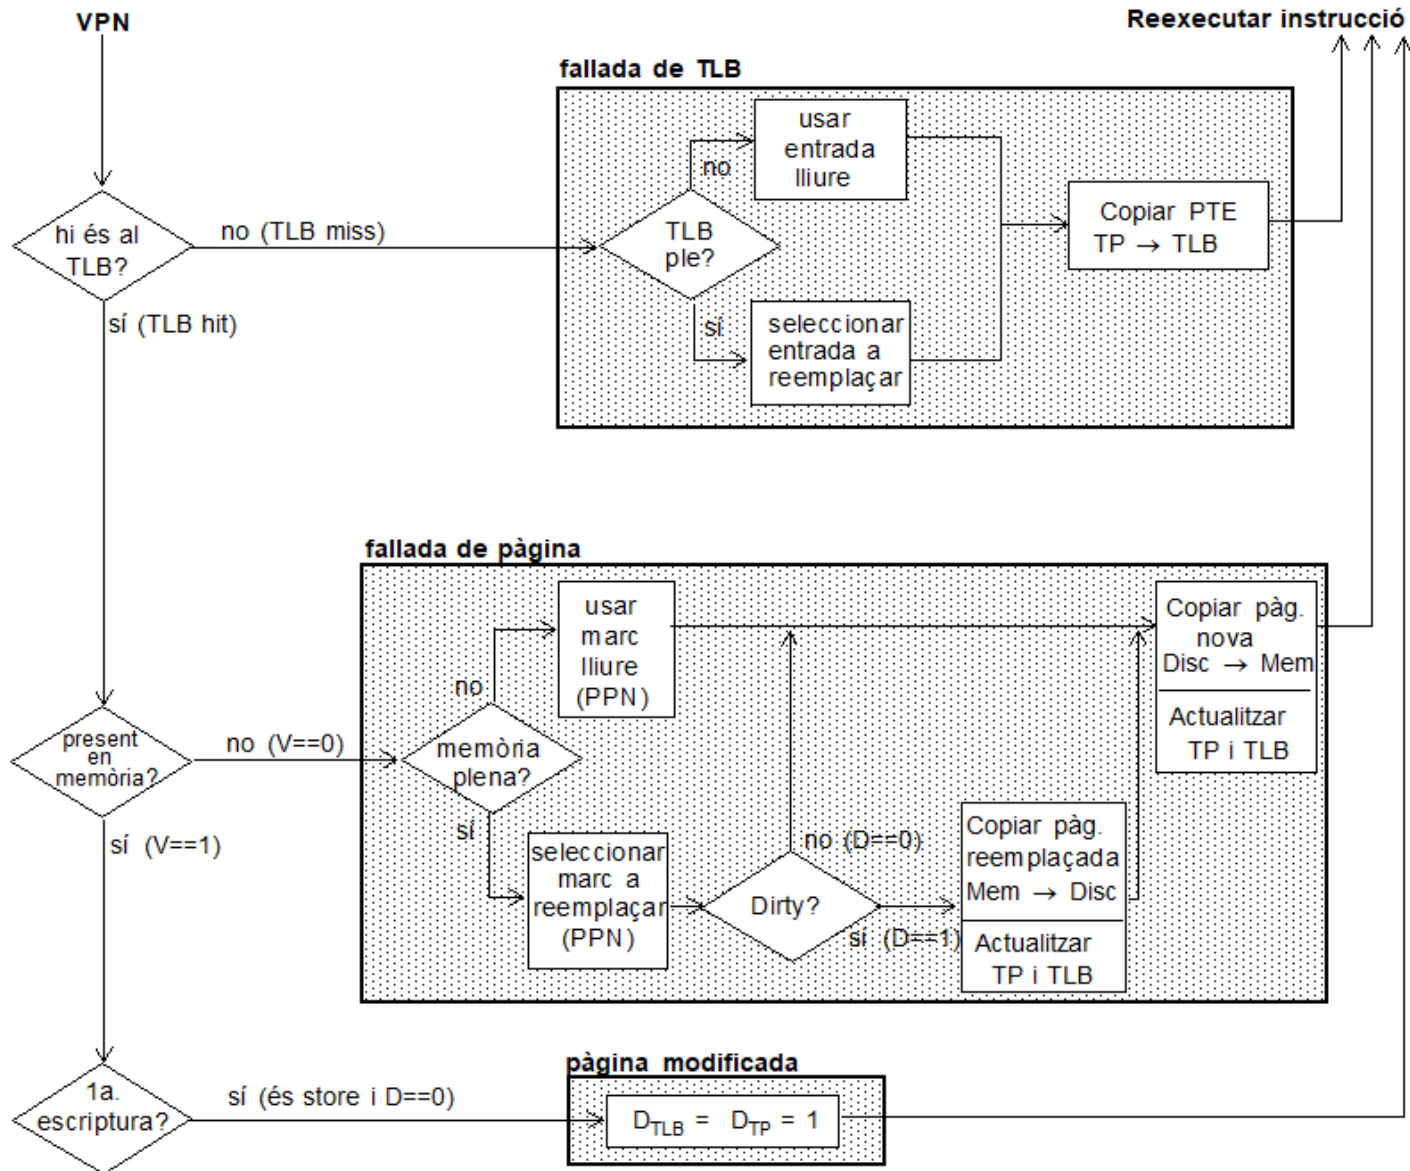 VPN
Reexecutar instrucció
fallada de TLB
usar
entrada
lliure
no
hi és al
TLB?
no (TLB miss)
TLB
ple?
Copiar PTE
TP → TLB
sí (TLB hit)
sí
seleccionar
entrada a
reemplaçar
fallada de pàgina
usar
marc
lliure
(PPN)
no
Copiar pàg.
nova
Disc → Mem
Actualitzar
TP i TLB
present
en
memòria?
no (V==0)
memòria
plena?
sí
sí (V==1)
seleccionar
marc a
reemplaçar
(PPN)
no (D==0)
Dirty?
sí (D==1)
Copiar pàg.
reemplaçada
Mem → Disc
Actualitzar
TP i TLB
pàgina modificada
1a.
escriptura?
sí (és store i D==0)
D_TLB = D_TP = 1